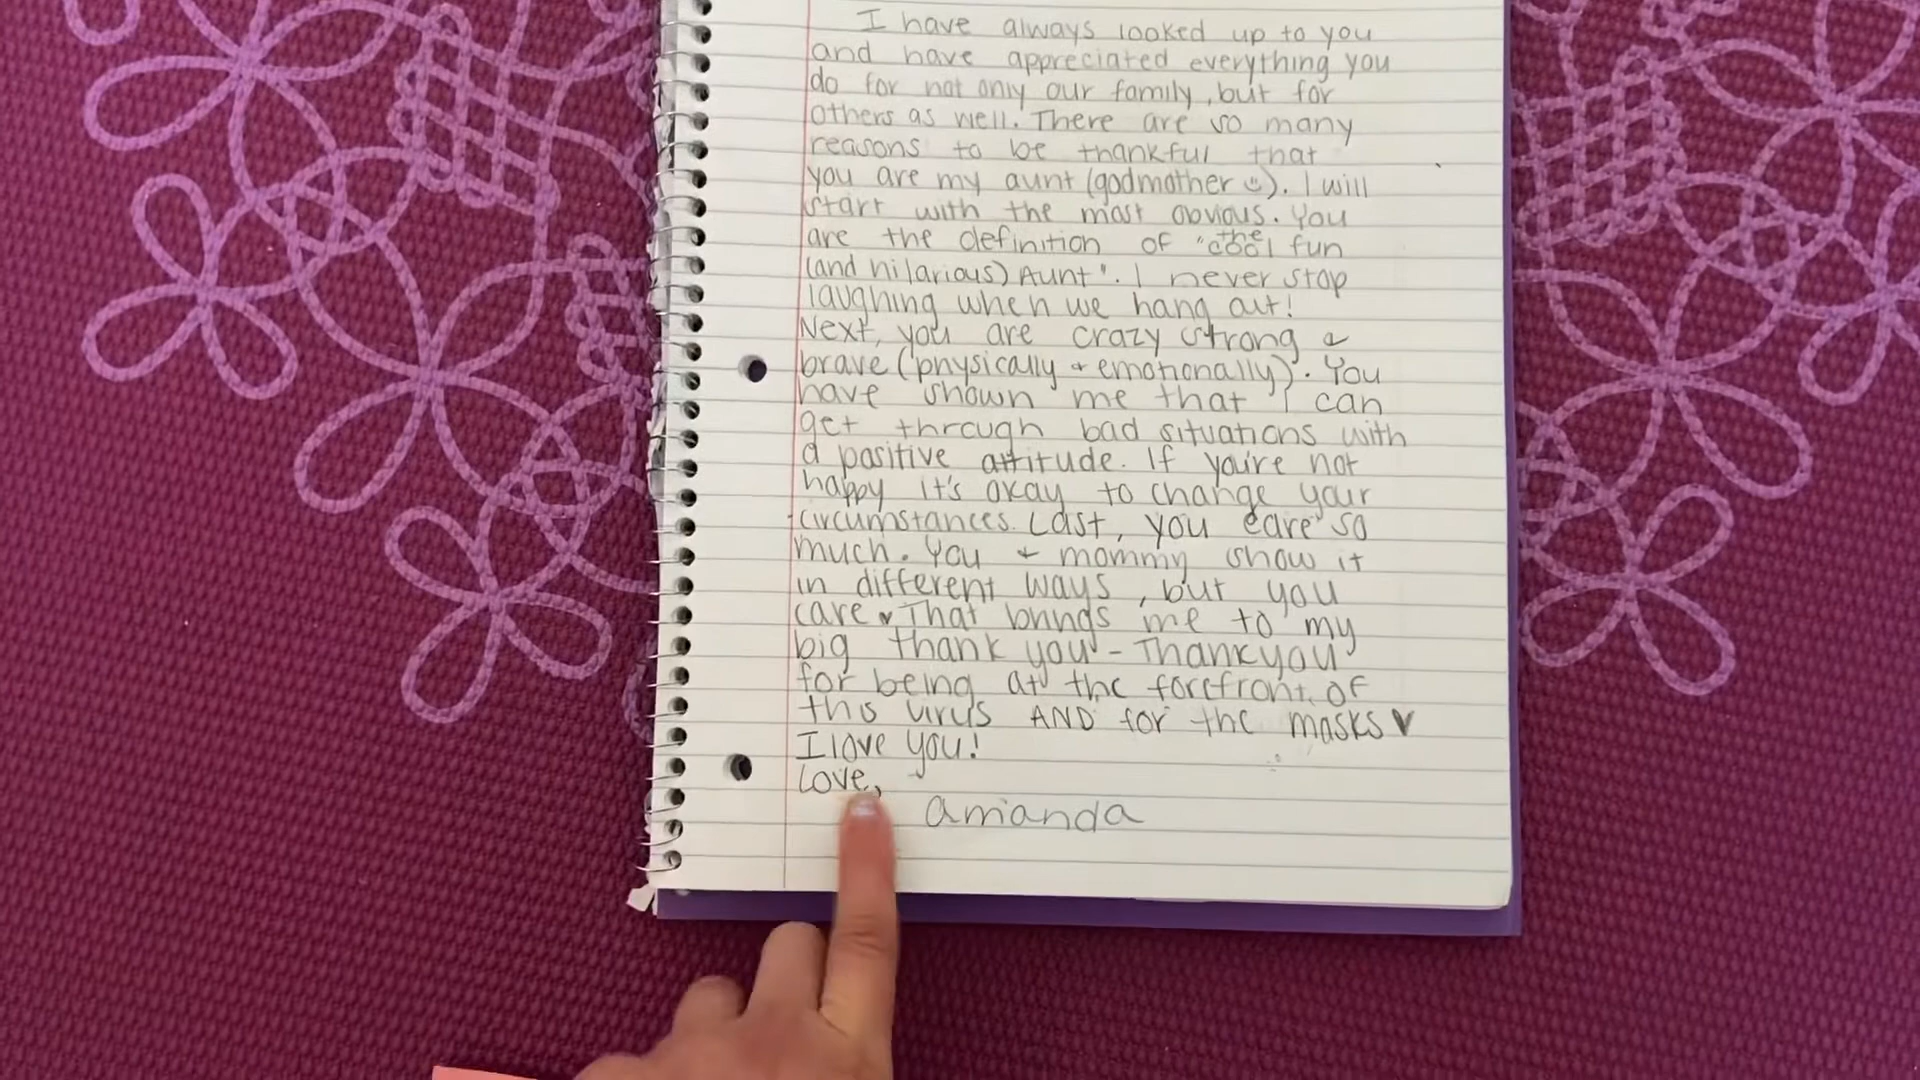 I have always looked up to you
and have appreciated everything you
do for not only our family, but for
others as well. There are so many
reasons to be thankful that
you are my aunt (godmother ☺). I will
start with the most obvious. You
are the definition of "the cool fun
(and hilarious) Aunt". I never stop
laughing when we hang out!
Next, you are crazy strong &
brave (physically + emotionally). You
have shown me that I can
get through bad situations with
a positive attitude. If you're not
happy it's okay to change your
circumstances. Last, you care so
much. You + mommy show it
in different ways, but you
care ♥ That brings me to my
big thank you - Thank you
for being at the forefront of
this virus AND for the masks ♥
I love you!
Love,
Amanda